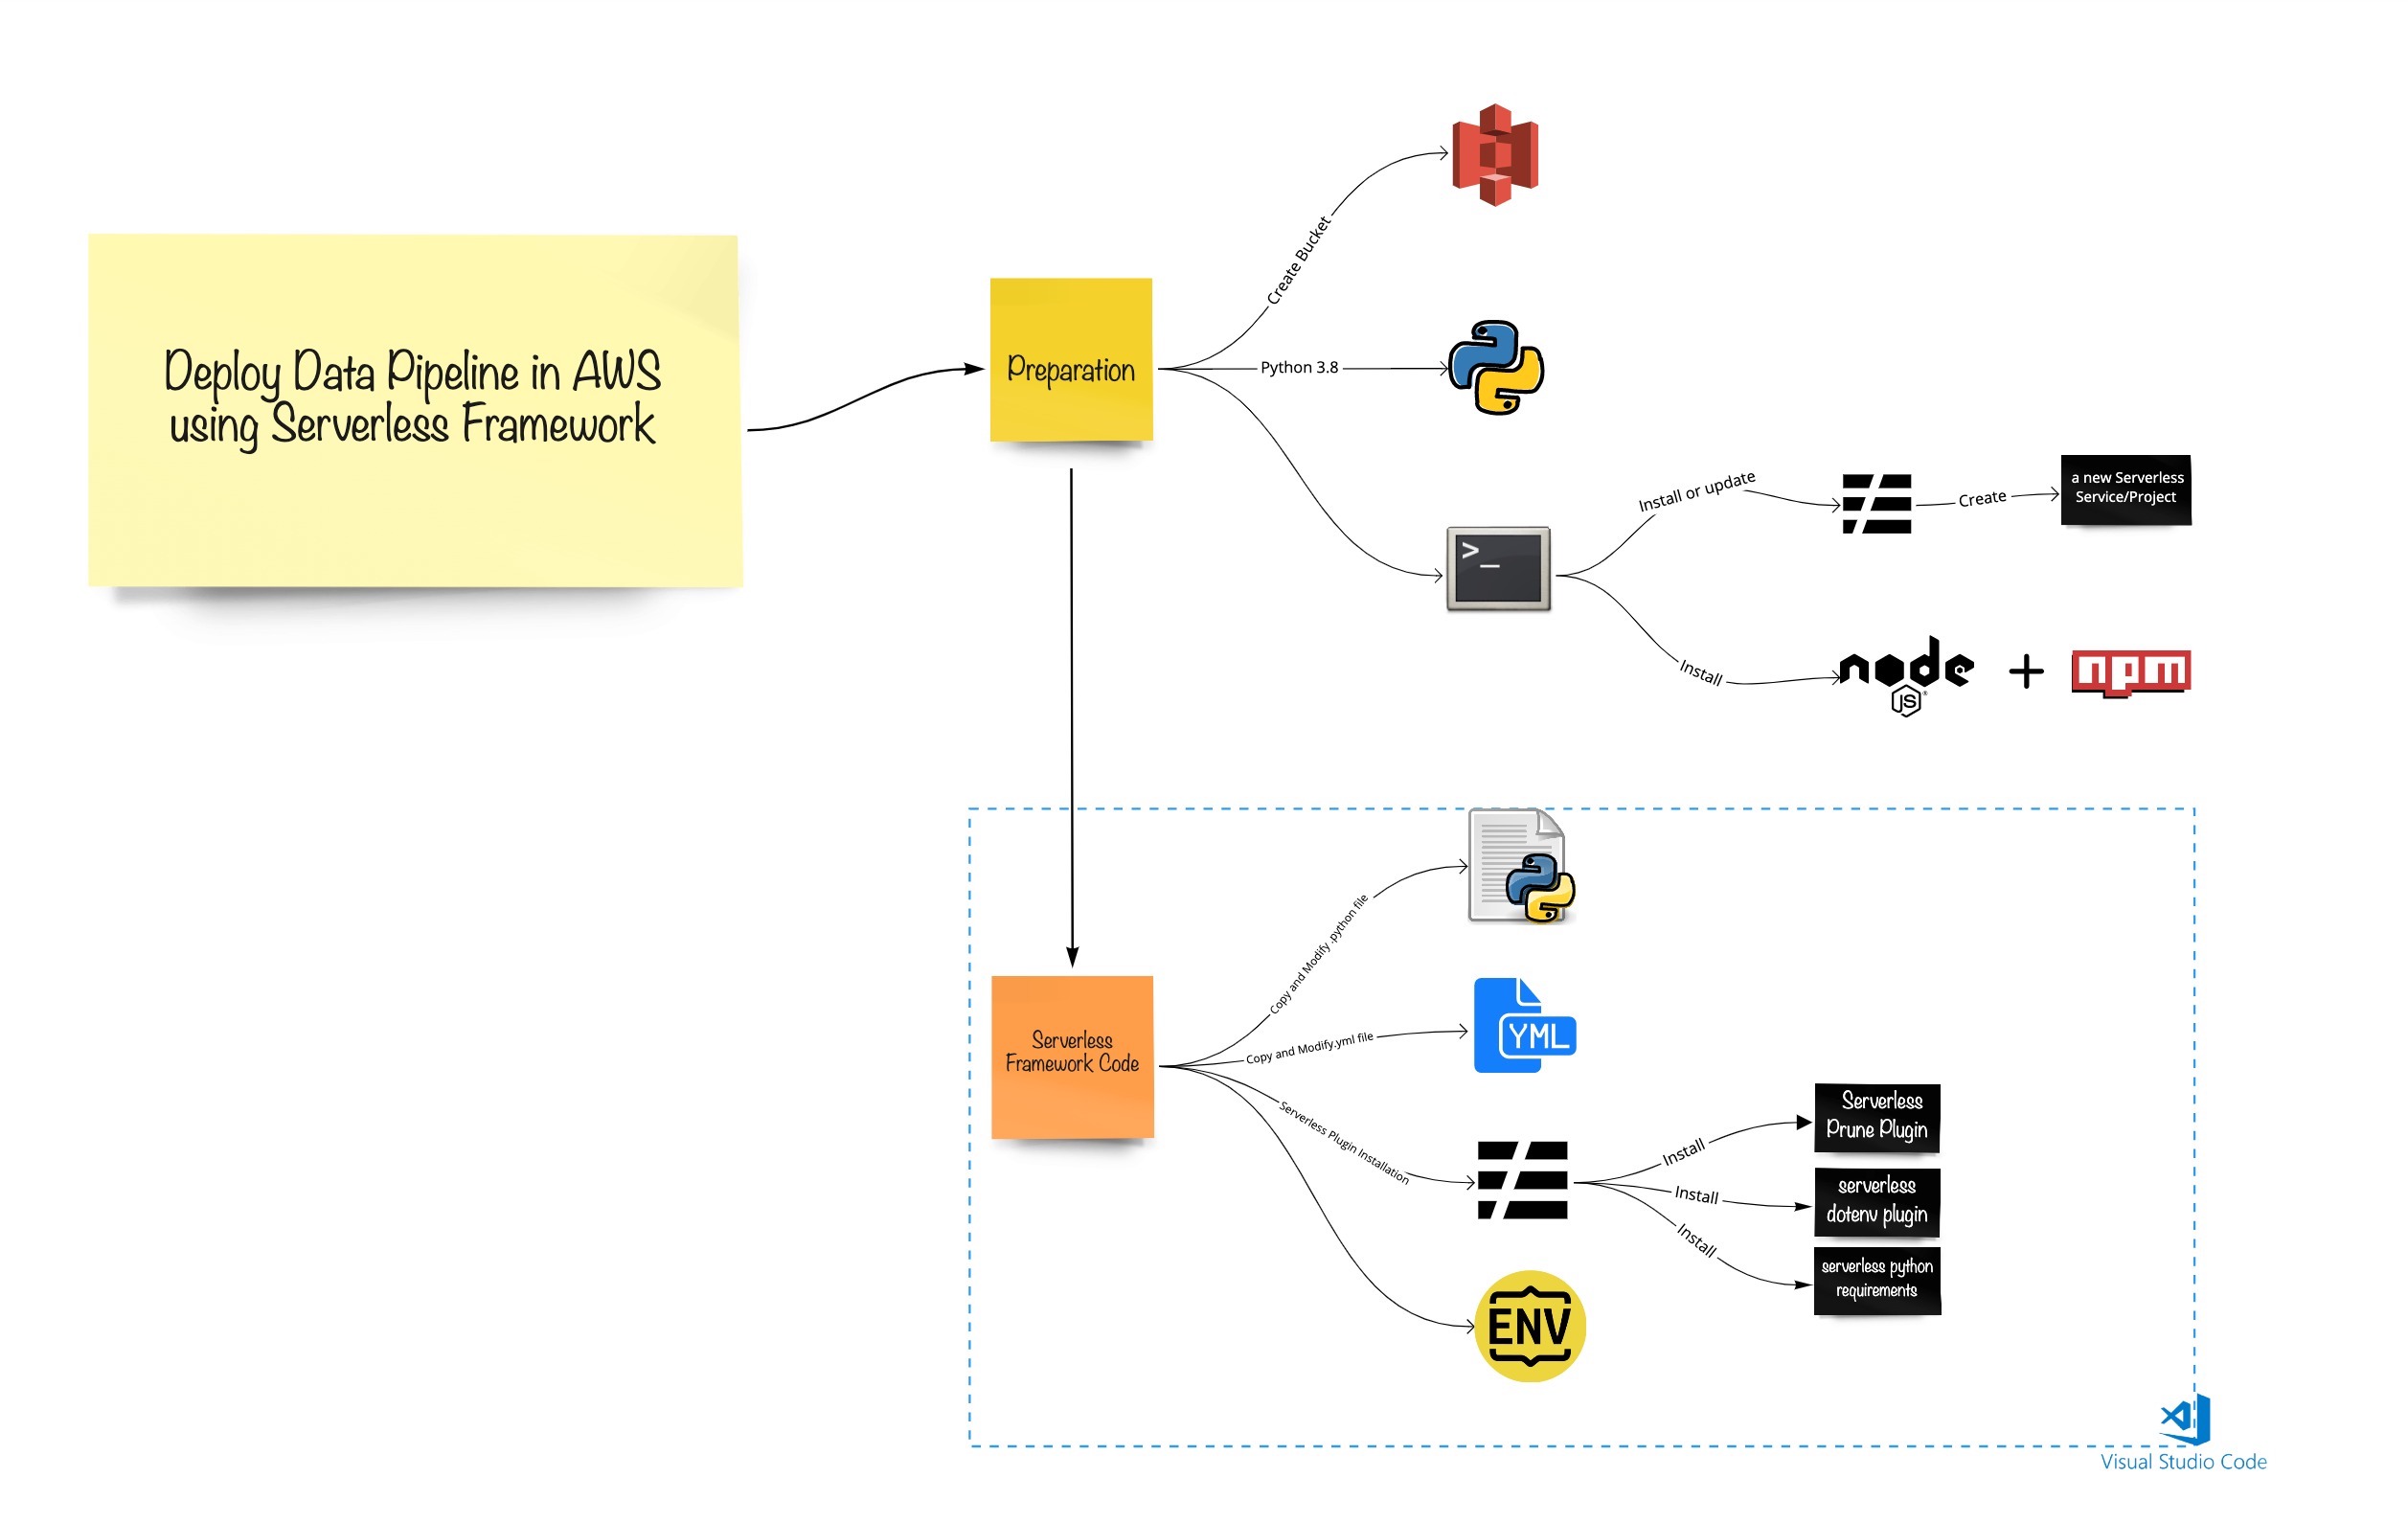 Deploy Data Pipeline in AWS
using Serverless Framework
Preparation
Create Bucket
Python 3.8
>_
Install or update
Create
a new Serverless
Service/Project
Install
node
JS
+
npm
Serverless
Framework Code
Copy and Modify .python file
Copy and Modify.yml file
YML
Serverless Plugin Installation
Install
Serverless
Prune Plugin
Install
serverless
dotenv plugin
Install
serverless python
requirements
ENV
Visual Studio Code